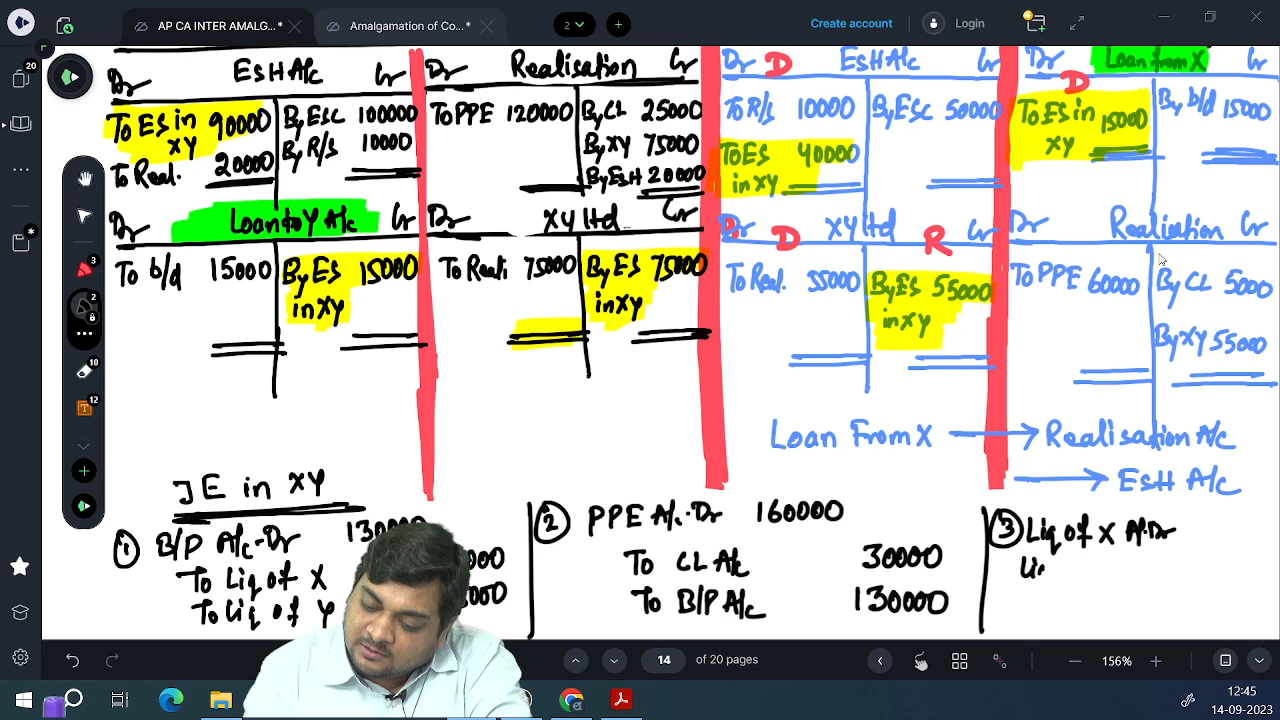 AP CA INTER AMALG...*
Amalgamation of Co...*
2
Create account
Login
20
Dr EsH A/c Cr
To Es in XY 90000 By Esc 100000
To Real. 20000 By R/s 10000
Dr Realisation Cr
To PPE 120000 By CL 25000
By XY 75000
By EsH 20000
Dr D EsH A/c Cr
To R/s 10000 By Esc 50000
To Es in XY 40000
Dr D Loan from X Cr
To Es in XY 15000 By b/d 15000
Dr Loan to Y A/c Cr
To b/d 15000 By Es in XY 15000
XY ltd Cr
To Reali 75000 By Es in XY 75000
D D XY ltd R Cr
To Real. 55000 By Es in XY 55000
Dr Realisation Cr
To PPE 60000 By CL 5000
By XY 55000
Loan From X → Realisation A/c
→ EsH A/c
JE in XY
① B/P A/c-Dr
To Liq of X
To Liq of Y
② PPE A/c-Dr 160000
To CL A/c 30000
To B/P A/c 130000
③ Liq of X A/c Dr
Li
3
2
10
12
14 of 20 pages
156%
12:45
14-09-2023